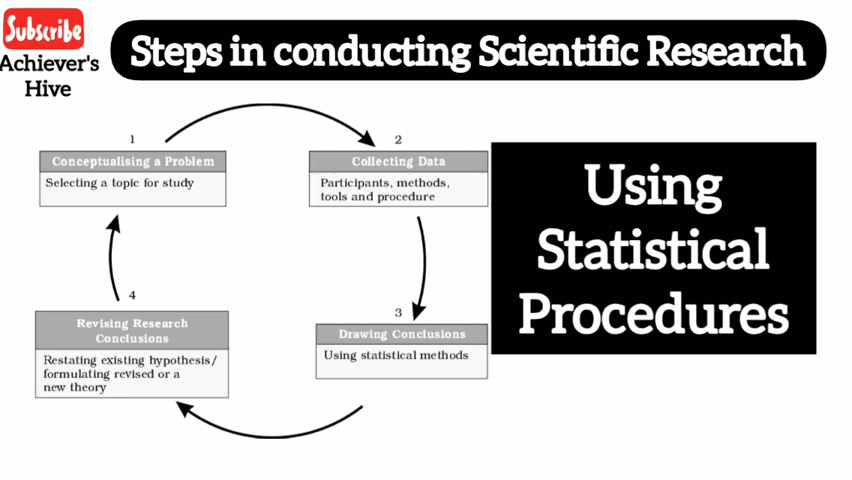 Subscribe
Achiever's
Hive
Steps in conducting Scientific Research
1
Conceptualising a Problem
Selecting a topic for study
2
Collecting Data
Participants, methods,
tools and procedure
Using
Statistical
Procedures
4
Revising Research
Conclusions
Restating existing hypothesis/
formulating revised or a
new theory
3
Drawing Conclusions
Using statistical methods